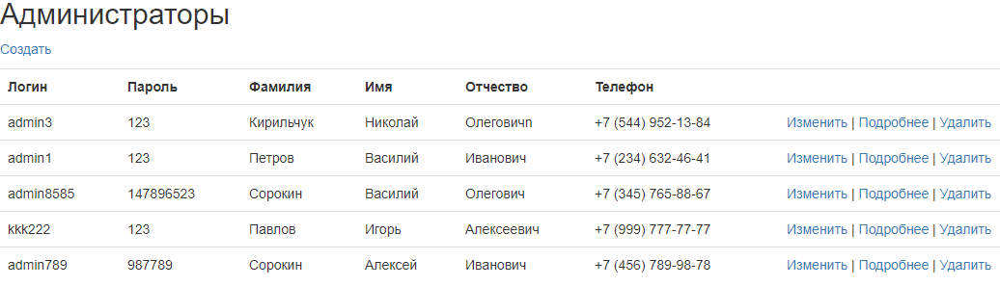 Администраторы
Создать
Логин Пароль Фамилия Имя Отчество Телефон
admin3 123 Кирильчук Николай Олеговичn +7 (544) 952-13-84 Изменить | Подробнее | Удалить
admin1 123 Петров Василий Иванович +7 (234) 632-46-41 Изменить | Подробнее | Удалить
admin8585 147896523 Сорокин Василий Олегович +7 (345) 765-88-67 Изменить | Подробнее | Удалить
kkk222 123 Павлов Игорь Алексеевич +7 (999) 777-77-77 Изменить | Подробнее | Удалить
admin789 987789 Сорокин Алексей Иванович +7 (456) 789-98-78 Изменить | Подробнее | Удалить